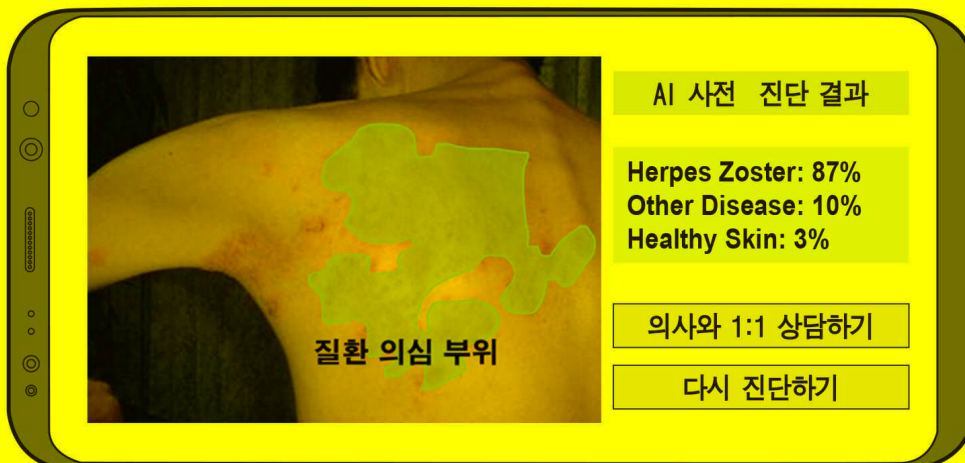 AI 사전 진단 결과
Herpes Zoster: 87%
Other Disease: 10%
Healthy Skin: 3%
질환 의심 부위
의사와 1:1 상담하기
다시 진단하기